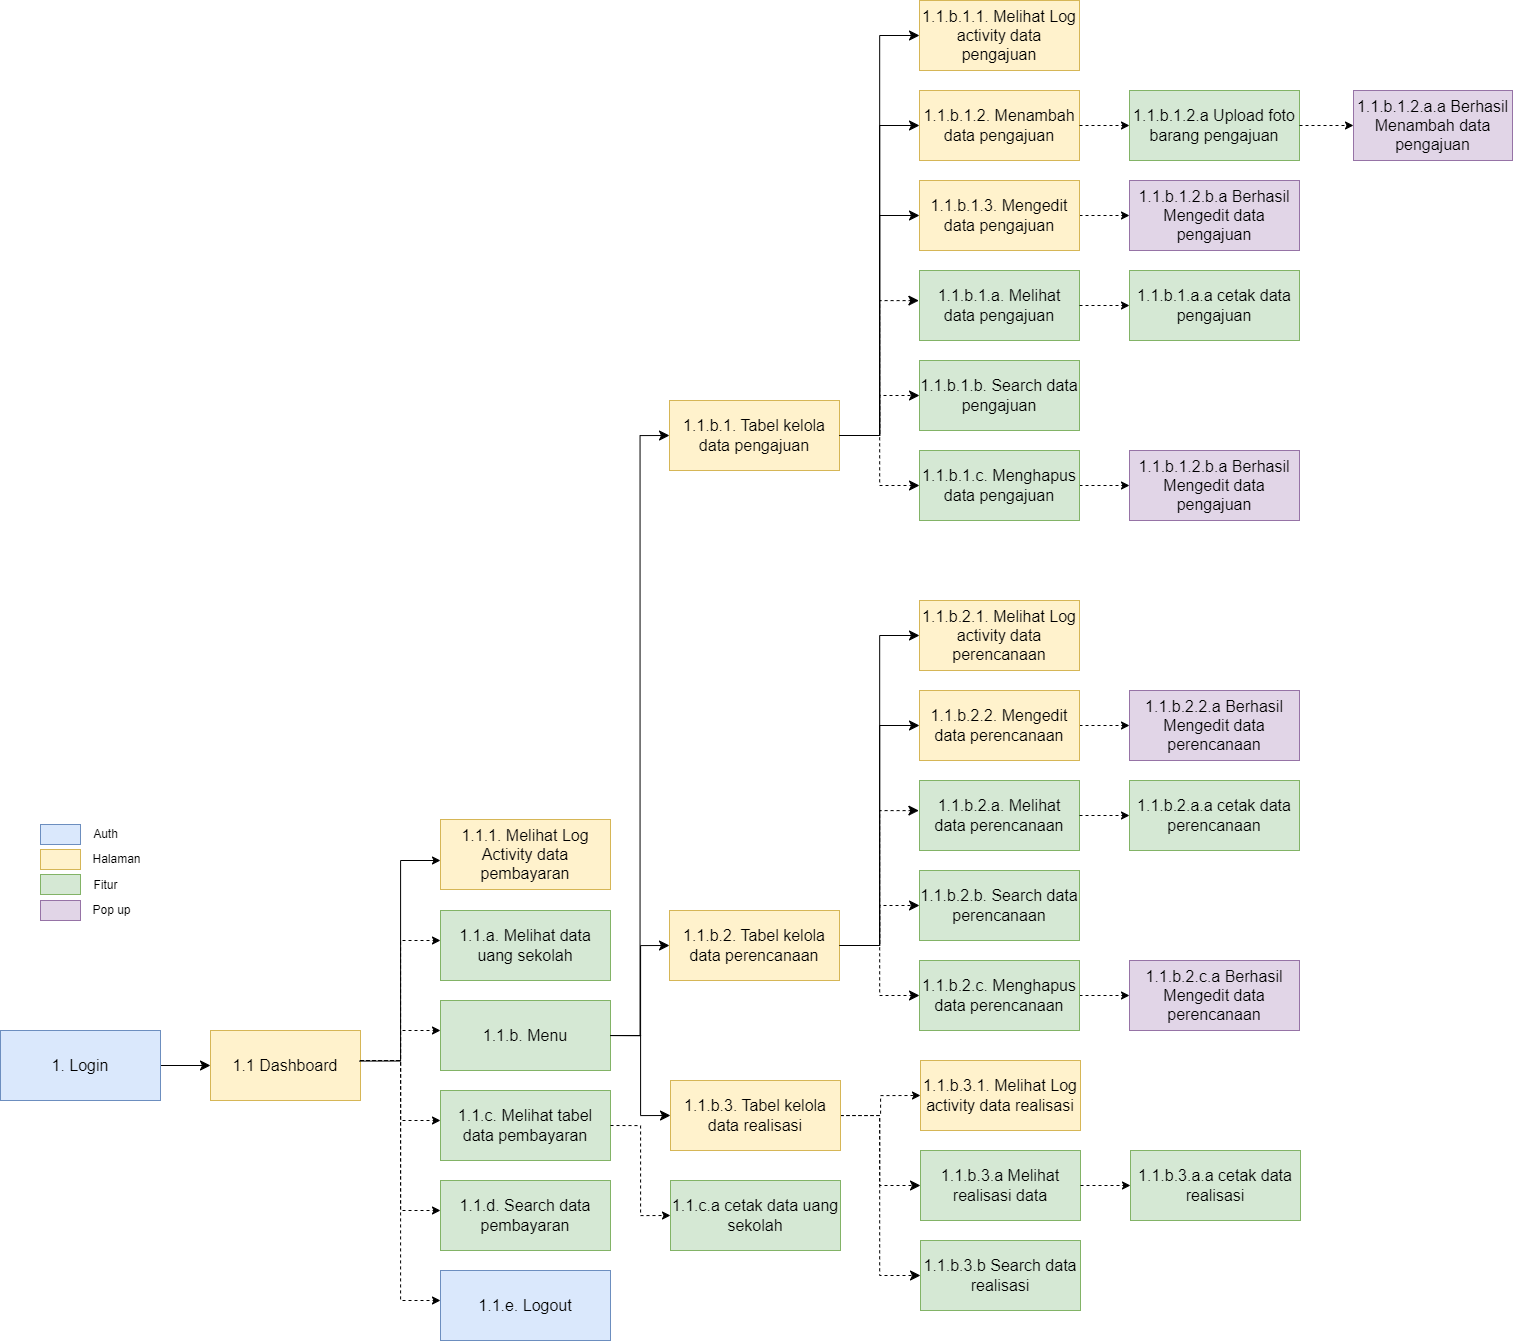 1.1.b.1.1. Melihat Log
activity data
pengajuan
1.1.b.1.2. Menambah
data pengajuan
1.1.b.1.2.a Upload foto
barang pengajuan
1.1.b.1.2.a.a Berhasil
Menambah data
pengajuan
1.1.b.1.3. Mengedit
data pengajuan
1.1.b.1.2.b.a Berhasil
Mengedit data
pengajuan
1.1.b.1.a. Melihat
data pengajuan
1.1.b.1.a.a cetak data
pengajuan
1.1.b.1.b. Search data
pengajuan
1.1.b.1. Tabel kelola
data pengajuan
1.1.b.1.c. Menghapus
data pengajuan
1.1.b.1.2.b.a Berhasil
Mengedit data
pengajuan
1.1.b.2.1. Melihat Log
activity data
perencanaan
1.1.b.2.2. Mengedit
data perencanaan
1.1.b.2.2.a Berhasil
Mengedit data
perencanaan
1.1.b.2.a. Melihat
data perencanaan
1.1.b.2.a.a cetak data
perencanaan
Auth
Halaman
Fitur
Pop up
1.1.1. Melihat Log
Activity data
pembayaran
1.1.b.2.b. Search data
perencanaan
1.1.a. Melihat data
uang sekolah
1.1.b.2. Tabel kelola
data perencanaan
1.1.b.2.c. Menghapus
data perencanaan
1.1.b.2.c.a Berhasil
Mengedit data
perencanaan
1. Login
1.1 Dashboard
1.1.b. Menu
1.1.b.3.1. Melihat Log
activity data realisasi
1.1.c. Melihat tabel
data pembayaran
1.1.b.3. Tabel kelola
data realisasi
1.1.b.3.a Melihat
realisasi data
1.1.b.3.a.a cetak data
realisasi
1.1.d. Search data
pembayaran
1.1.c.a cetak data uang
sekolah
1.1.b.3.b Search data
realisasi
1.1.e. Logout